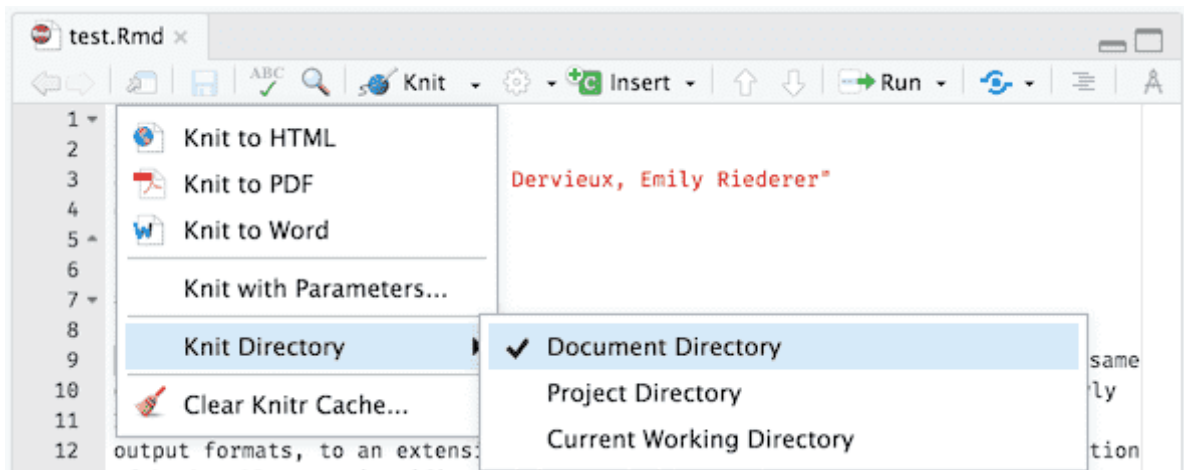 test.Rmd ×
ABC Knit Insert Run
1
2
3 Dervieux, Emily Riederer"
4
5
6
7
8
9 same
10 rly
11
12 output formats, to an extens tion
Knit to HTML
Knit to PDF
Knit to Word
Knit with Parameters...
Knit Directory
Clear Knitr Cache...
Document Directory
Project Directory
Current Working Directory